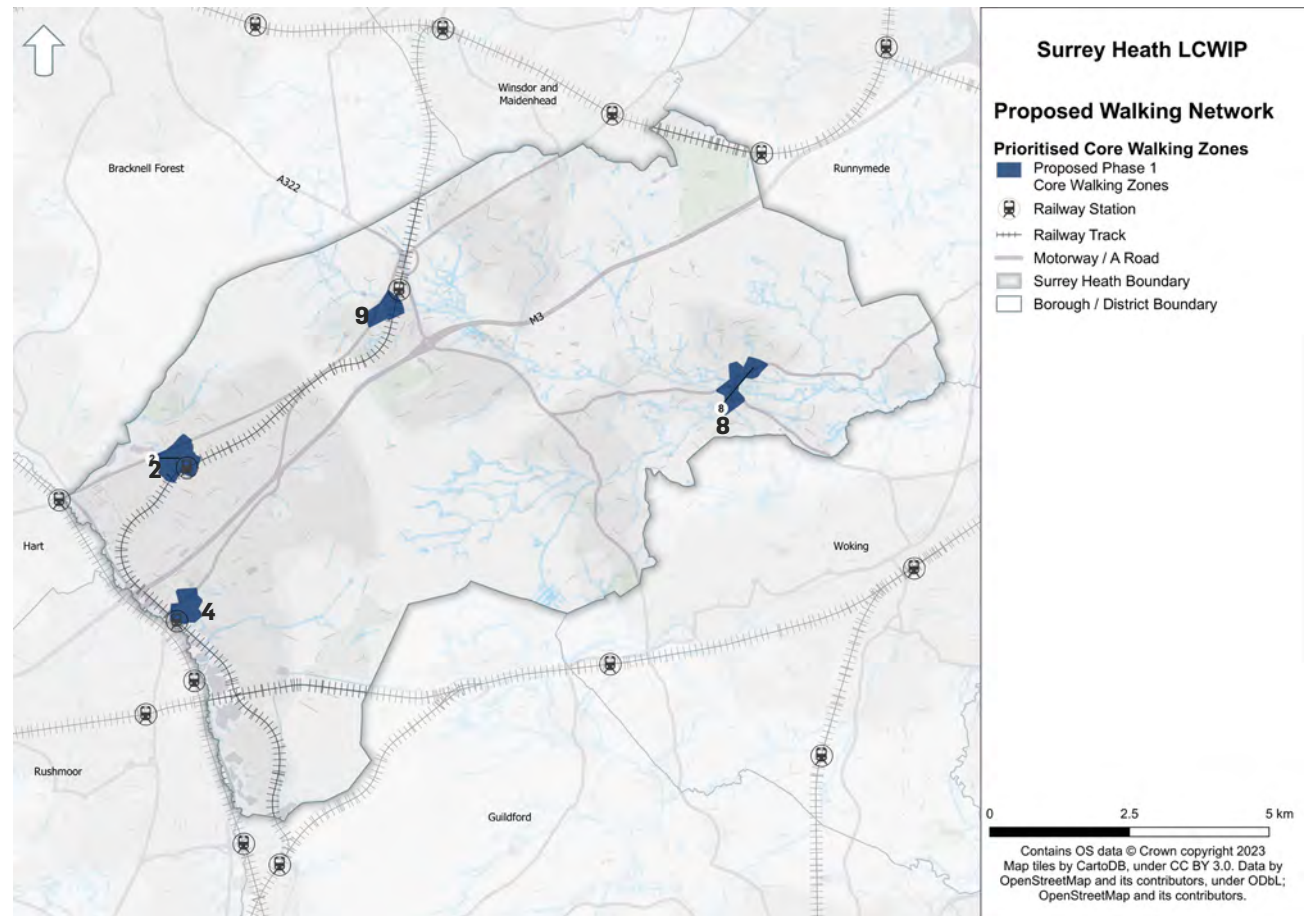 Winsdor and
Maidenhead
Bracknell Forest
Runnymede
A322
M3
9
8
8
2
2
4
Hart
Woking
Rushmoor
Guildford
Surrey Heath LCWIP
Proposed Walking Network
Prioritised Core Walking Zones
Proposed Phase 1
Core Walking Zones
Railway Station
Railway Track
Motorway / A Road
Surrey Heath Boundary
Borough / District Boundary
0 2.5 5 km
Contains OS data © Crown copyright 2023
Map tiles by CartoDB, under CC BY 3.0. Data by
OpenStreetMap and its contributors, under ODbL;
OpenStreetMap and its contributors.